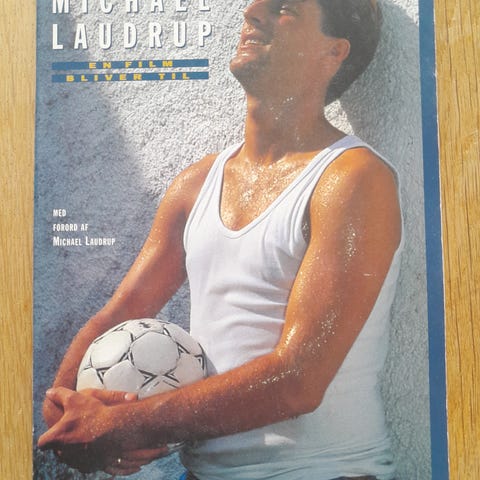 MICHAEL
LAUDRUP
EN FILM
BLIVER TIL
MED
FORORD AF
MICHAEL LAUDRUP